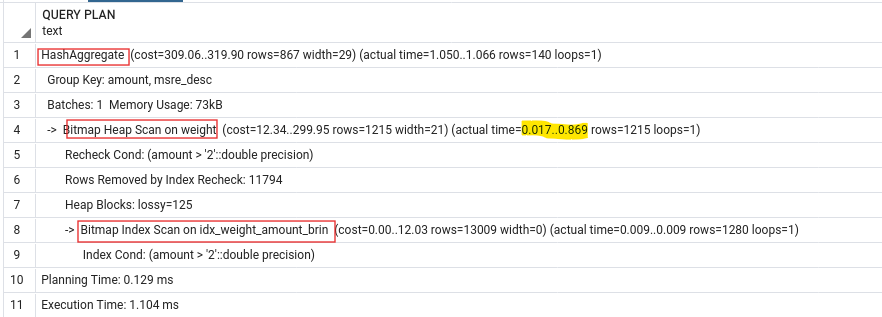 QUERY PLAN
text
1 HashAggregate (cost=309.06..319.90 rows=867 width=29) (actual time=1.050..1.066 rows=140 loops=1)
2 Group Key: amount, msre_desc
3 Batches: 1 Memory Usage: 73kB
4 -> Bitmap Heap Scan on weight (cost=12.34..299.95 rows=1215 width=21) (actual time=0.017..0.869 rows=1215 loops=1)
5 Recheck Cond: (amount > '2'::double precision)
6 Rows Removed by Index Recheck: 11794
7 Heap Blocks: lossy=125
8 -> Bitmap Index Scan on idx_weight_amount_brin (cost=0.00..12.03 rows=13009 width=0) (actual time=0.009..0.009 rows=1280 loops=1)
9 Index Cond: (amount > '2'::double precision)
10 Planning Time: 0.129 ms
11 Execution Time: 1.104 ms